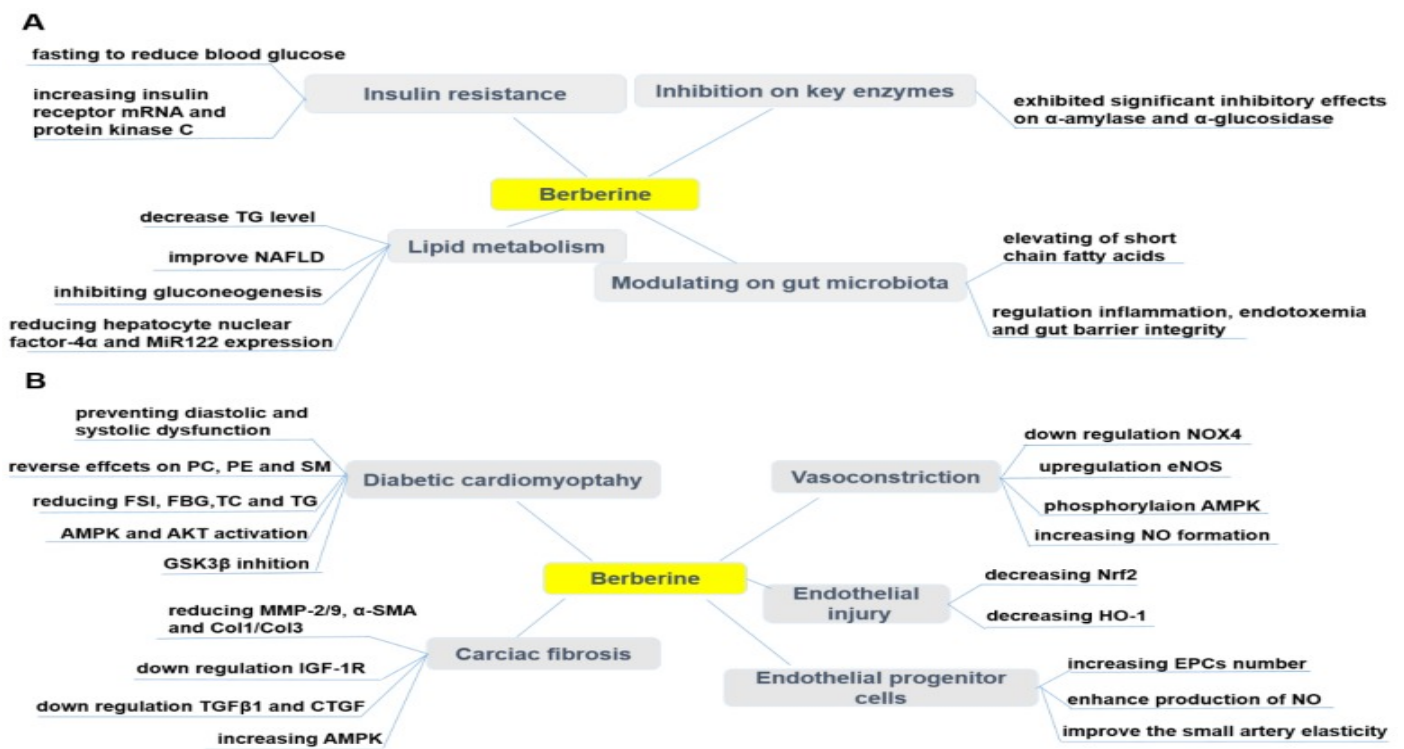 A
fasting to reduce blood glucose
increasing insulin
receptor mRNA and
protein kinase C
Insulin resistance
Inhibition on key enzymes
exhibited significant inhibitory effects
on α-amylase and α-glucosidase
Berberine
decrease TG level
improve NAFLD
inhibiting gluconeogenesis
reducing hepatocyte nuclear
factor-4α and MiR122 expression
Lipid metabolism
Modulating on gut microbiota
elevating of short
chain fatty acids
regulation inflammation, endotoxemia
and gut barrier integrity
B
preventing diastolic and
systolic dysfunction
reverse effcets on PC, PE and SM
reducing FSI, FBG,TC and TG
AMPK and AKT activation
GSK3β inhition
Diabetic cardiomyoptahy
Vasoconstriction
down regulation NOX4
upregulation eNOS
phosphorylaion AMPK
increasing NO formation
Berberine
Endothelial
injury
decreasing Nrf2
decreasing HO-1
reducing MMP-2/9, α-SMA
and Col1/Col3
down regulation IGF-1R
down regulation TGFβ1 and CTGF
increasing AMPK
Carciac fibrosis
Endothelial progenitor
cells
increasing EPCs number
enhance production of NO
improve the small artery elasticity